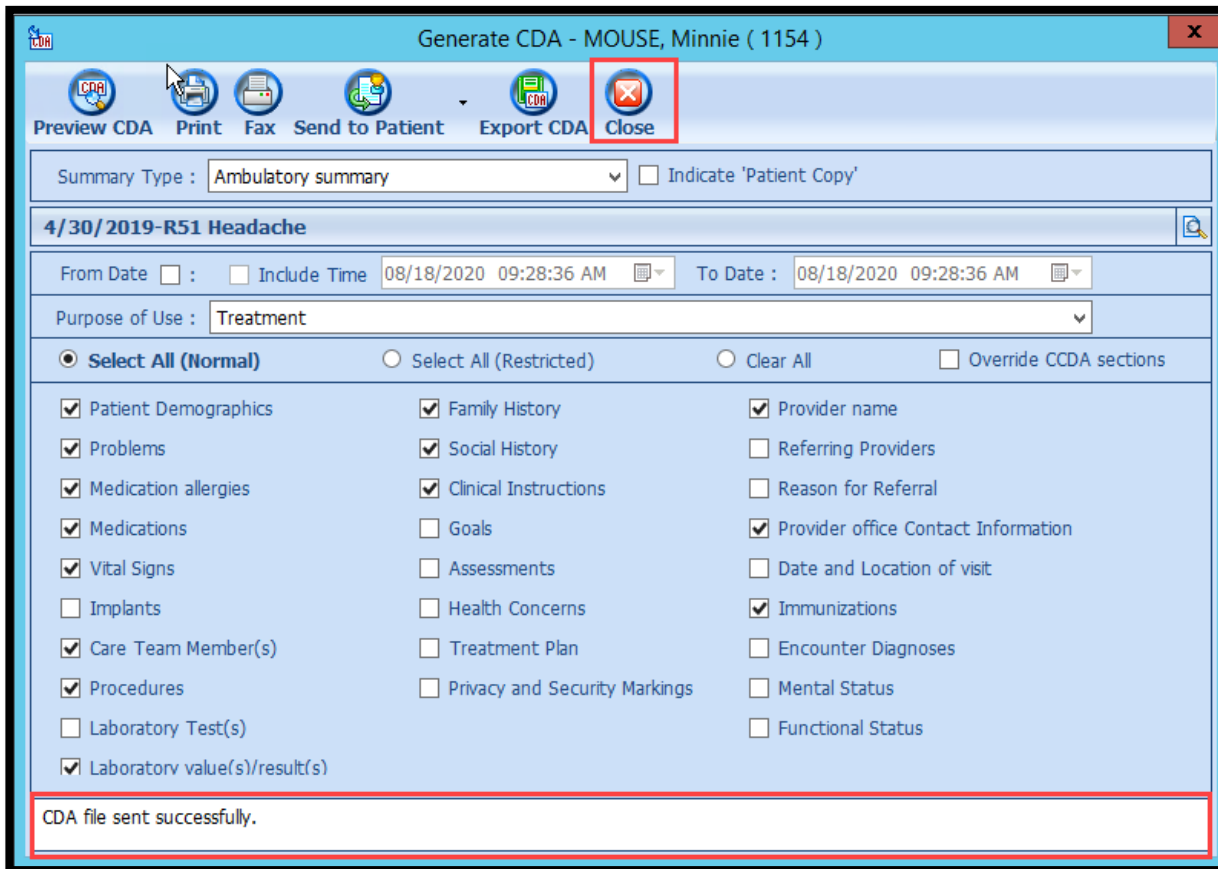 CDA
Generate CDA - MOUSE, Minnie ( 1154 )
x
CDA
CDA
Preview CDA Print Fax Send to Patient Export CDA Close
Summary Type : Ambulatory summary Indicate 'Patient Copy'
4/30/2019-R51 Headache
From Date : Include Time 08/18/2020 09:28:36 AM To Date : 08/18/2020 09:28:36 AM
Purpose of Use : Treatment
Select All (Normal) Select All (Restricted) Clear All Override CCDA sections
Patient Demographics Family History Provider name
Problems Social History Referring Providers
Medication allergies Clinical Instructions Reason for Referral
Medications Goals Provider office Contact Information
Vital Signs Assessments Date and Location of visit
Implants Health Concerns Immunizations
Care Team Member(s) Treatment Plan Encounter Diagnoses
Procedures Privacy and Security Markings Mental Status
Laboratory Test(s) Functional Status
Laboratory value(s)/result(s)
CDA file sent successfully.